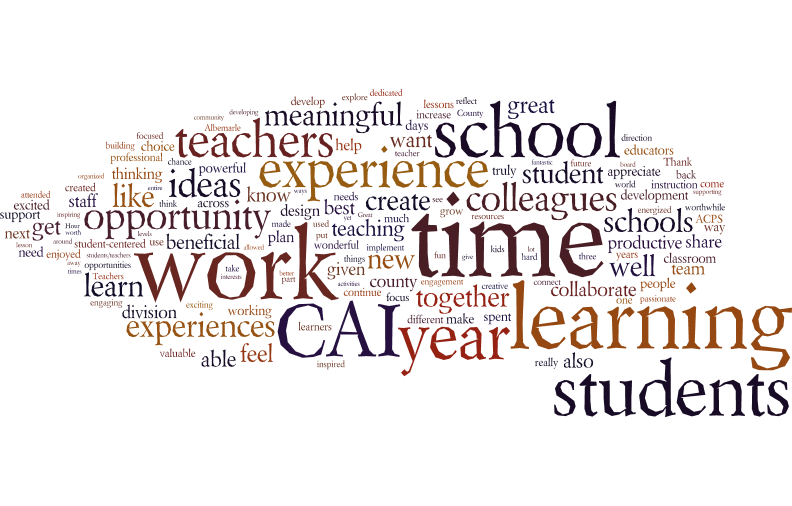 dedicated
explore
develop
lessons reflect
great
developing
meaningful
increase County
community
Albemarle
days
school
focused
teachers
help
want
direction
building choice
teacher
educators
professional
chance
experience
fantastic future board Thank
powerful
truly
student
appreciate back
organized thinking
ideas
world instruction come
created
entire
know ways needs
create see
colleagues
development supporting
attended
like
staff
think across
design best
grow
energized worthwhile
excited
inspiring
opportunity
Great much
resources
schools
ACPS
support
get
Hour worth
made used
teaching
way
next
around
student-centered use beneficial
plan
put yet
wonderful implement
fun
kids lot three
productive share
lesson
need enjoyed
students/teachers
allowed
work
things
new
time
give
hard
years classroom
away
opportunities
take
better
given
well
team
times
Teachers
learn
interests
part
activities
county
engagement
creative connect
collaborate people
engaging
exciting
continue focus
together
one passionate
division
working
CAI
different make spent
learning
levels
experiences
learners
year
valuable
able feel
inspired
really also
students